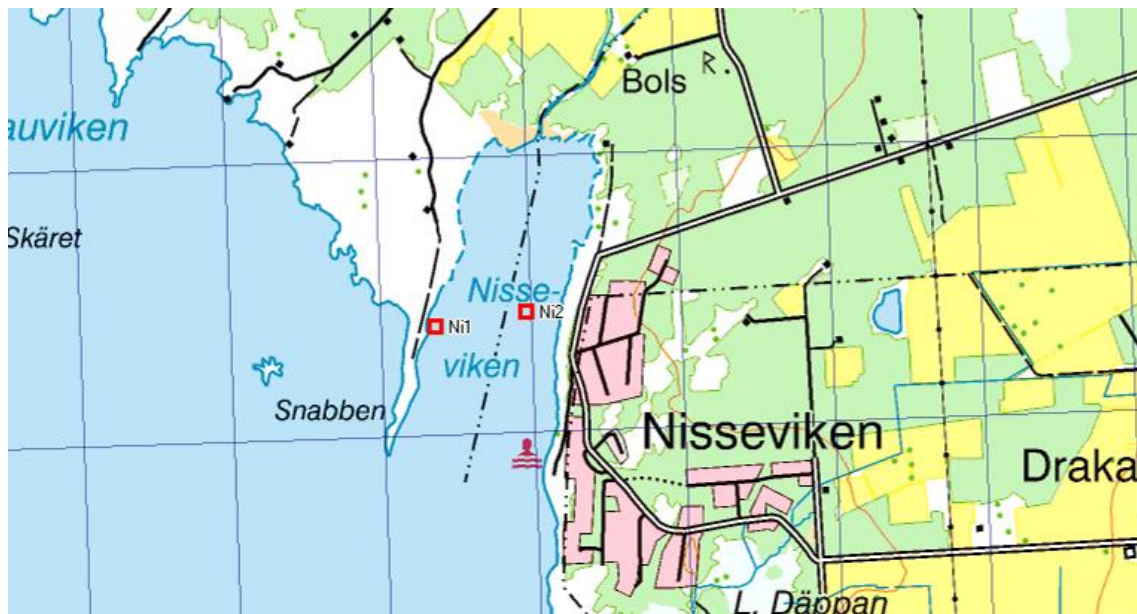 Bols
R
auviken
Skäret
Nisse-
viken
Ni1
Ni2
Snabben
Nisseviken
Draka
L. Däppan